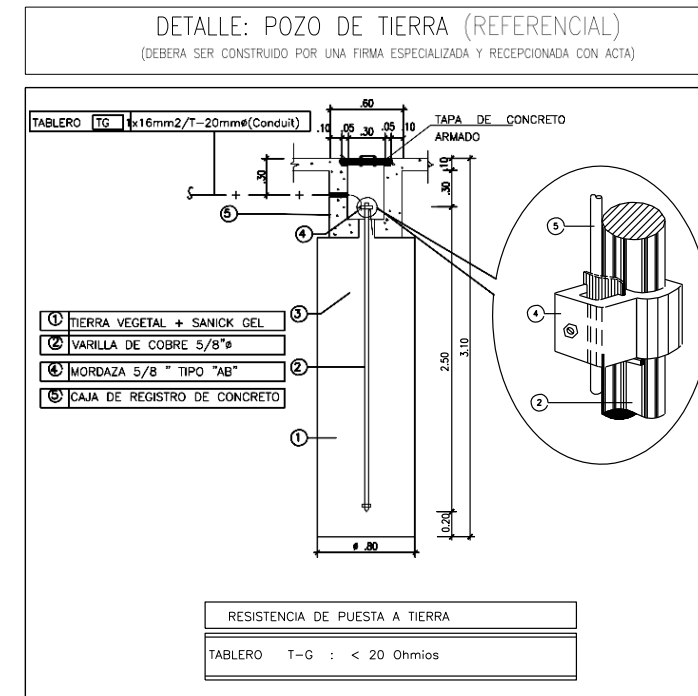 DETALLE: POZO DE TIERRA (REFERENCIAL)
(DEBERA SER CONSTRUIDO POR UNA FIRMA ESPECIALIZADA Y RECEPCIONADA CON ACTA)
TABLERO TG 1x16mm2/T-20mmø(Conduit)
.60
.10 .05 .30 .05 .10
TAPA DE CONCRETO
ARMADO
.30
.10
.30
S
5
4
3
2
1
2.50
3.10
0.20
ø .80
① TIERRA VEGETAL + SANICK GEL
② VARILLA DE COBRE 5/8"ø
④ MORDAZA 5/8 " TIPO "AB"
⑤ CAJA DE REGISTRO DE CONCRETO
5
4
2
RESISTENCIA DE PUESTA A TIERRA
TABLERO T-G : < 20 Ohmios